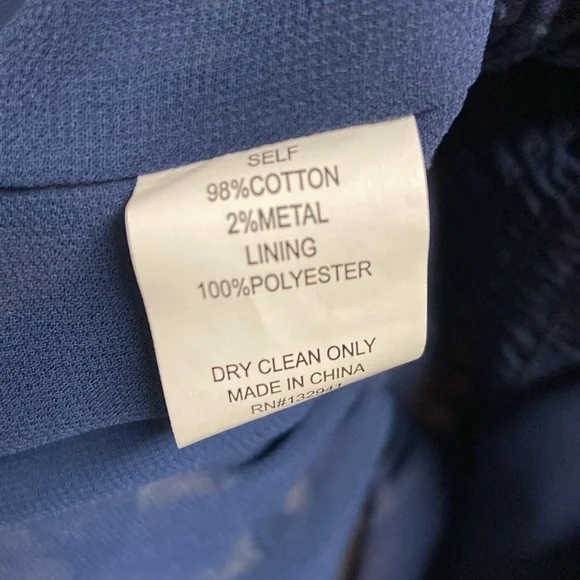 SELF
98%COTTON
2%METAL
LINING
100%POLYESTER
DRY CLEAN ONLY
MADE IN CHINA